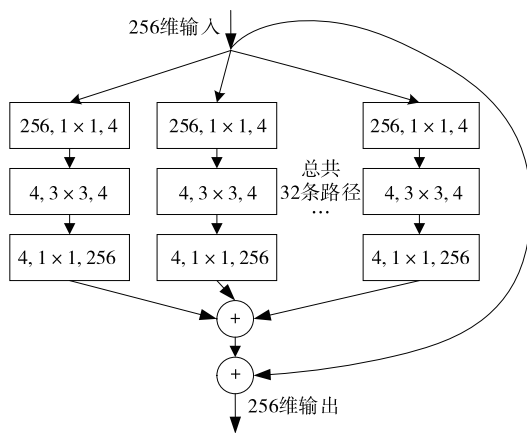 256维输入
256, 1 × 1, 4
256, 1 × 1, 4
256, 1 × 1, 4
总共
32条路径
...
4, 3 × 3, 4
4, 3 × 3, 4
4, 3 × 3, 4
4, 1 × 1, 256
4, 1 × 1, 256
4, 1 × 1, 256
+
+
256维输出